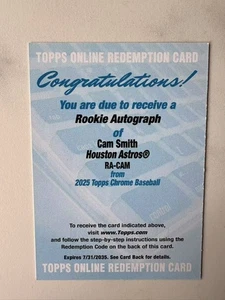 TOPPS ONLINE REDEMPTION CARD
Congratulations!
You are due to receive a
Rookie Autograph
of
Cam Smith
Houston Astros®
RA-CAM
from
2025 Topps Chrome Baseball
To receive the card indicated above,
visit www.Topps.com
and follow the step-by-step instructions using the
Redemption Code on the back of this card.
Expires 7/31/2035. See Card Back for details.
TOPPS ONLINE REDEMPTION CARD